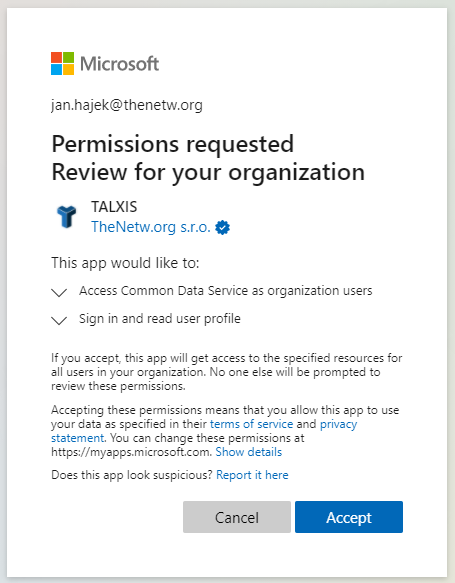 Microsoft
jan.hajek@thenetw.org
Permissions requested
Review for your organization
TALXIS
TheNetw.org s.r.o.
This app would like to:
Access Common Data Service as organization users
Sign in and read user profile
If you accept, this app will get access to the specified resources for
all users in your organization. No one else will be prompted to
review these permissions.
Accepting these permissions means that you allow this app to use
your data as specified in their terms of service and privacy
statement. You can change these permissions at
https://myapps.microsoft.com. Show details
Does this app look suspicious? Report it here
Cancel
Accept